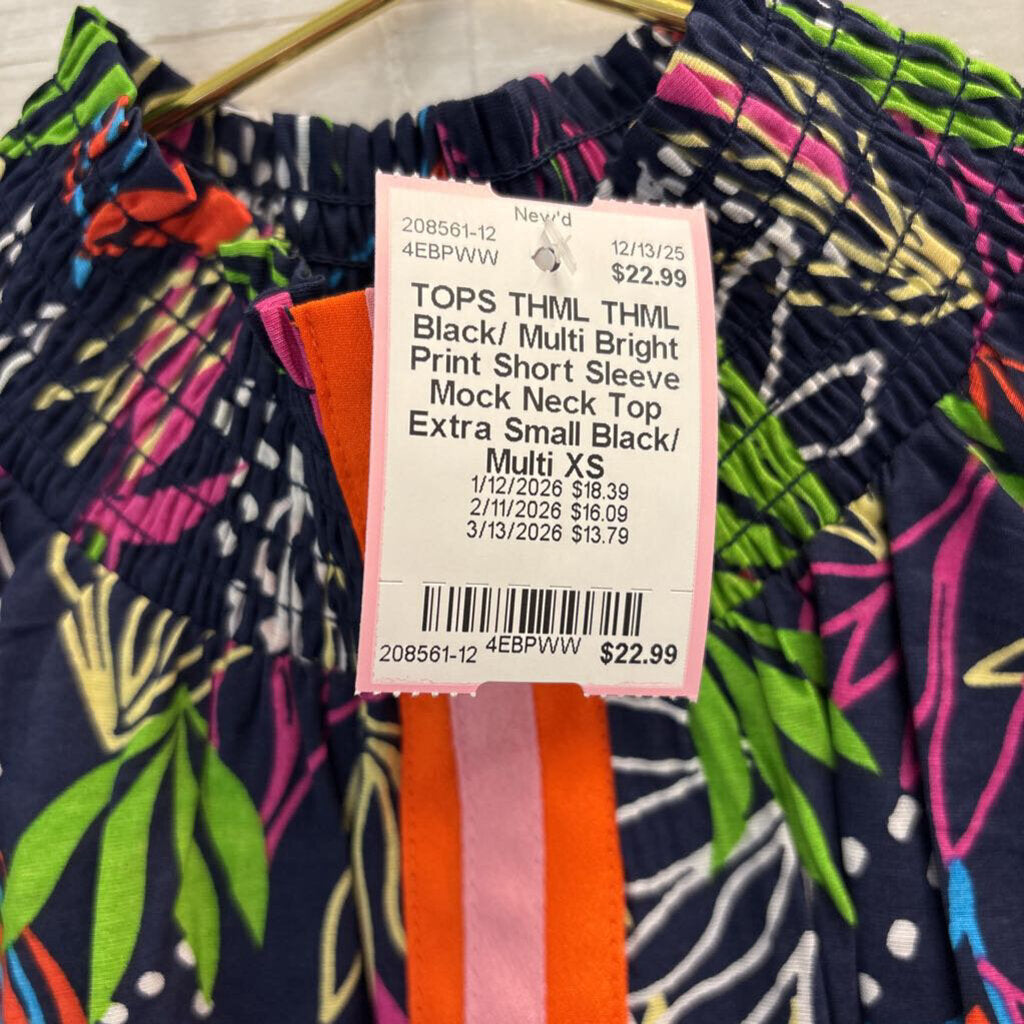 New'd
208561-12
4EBPWW
12/13/25
$22.99
TOPS THML THML
Black/ Multi Bright
Print Short Sleeve
Mock Neck Top
Extra Small Black/
Multi XS
1/12/2026 $18.39
2/11/2026 $16.09
3/13/2026 $13.79
208561-12 4EBPWW $22.99